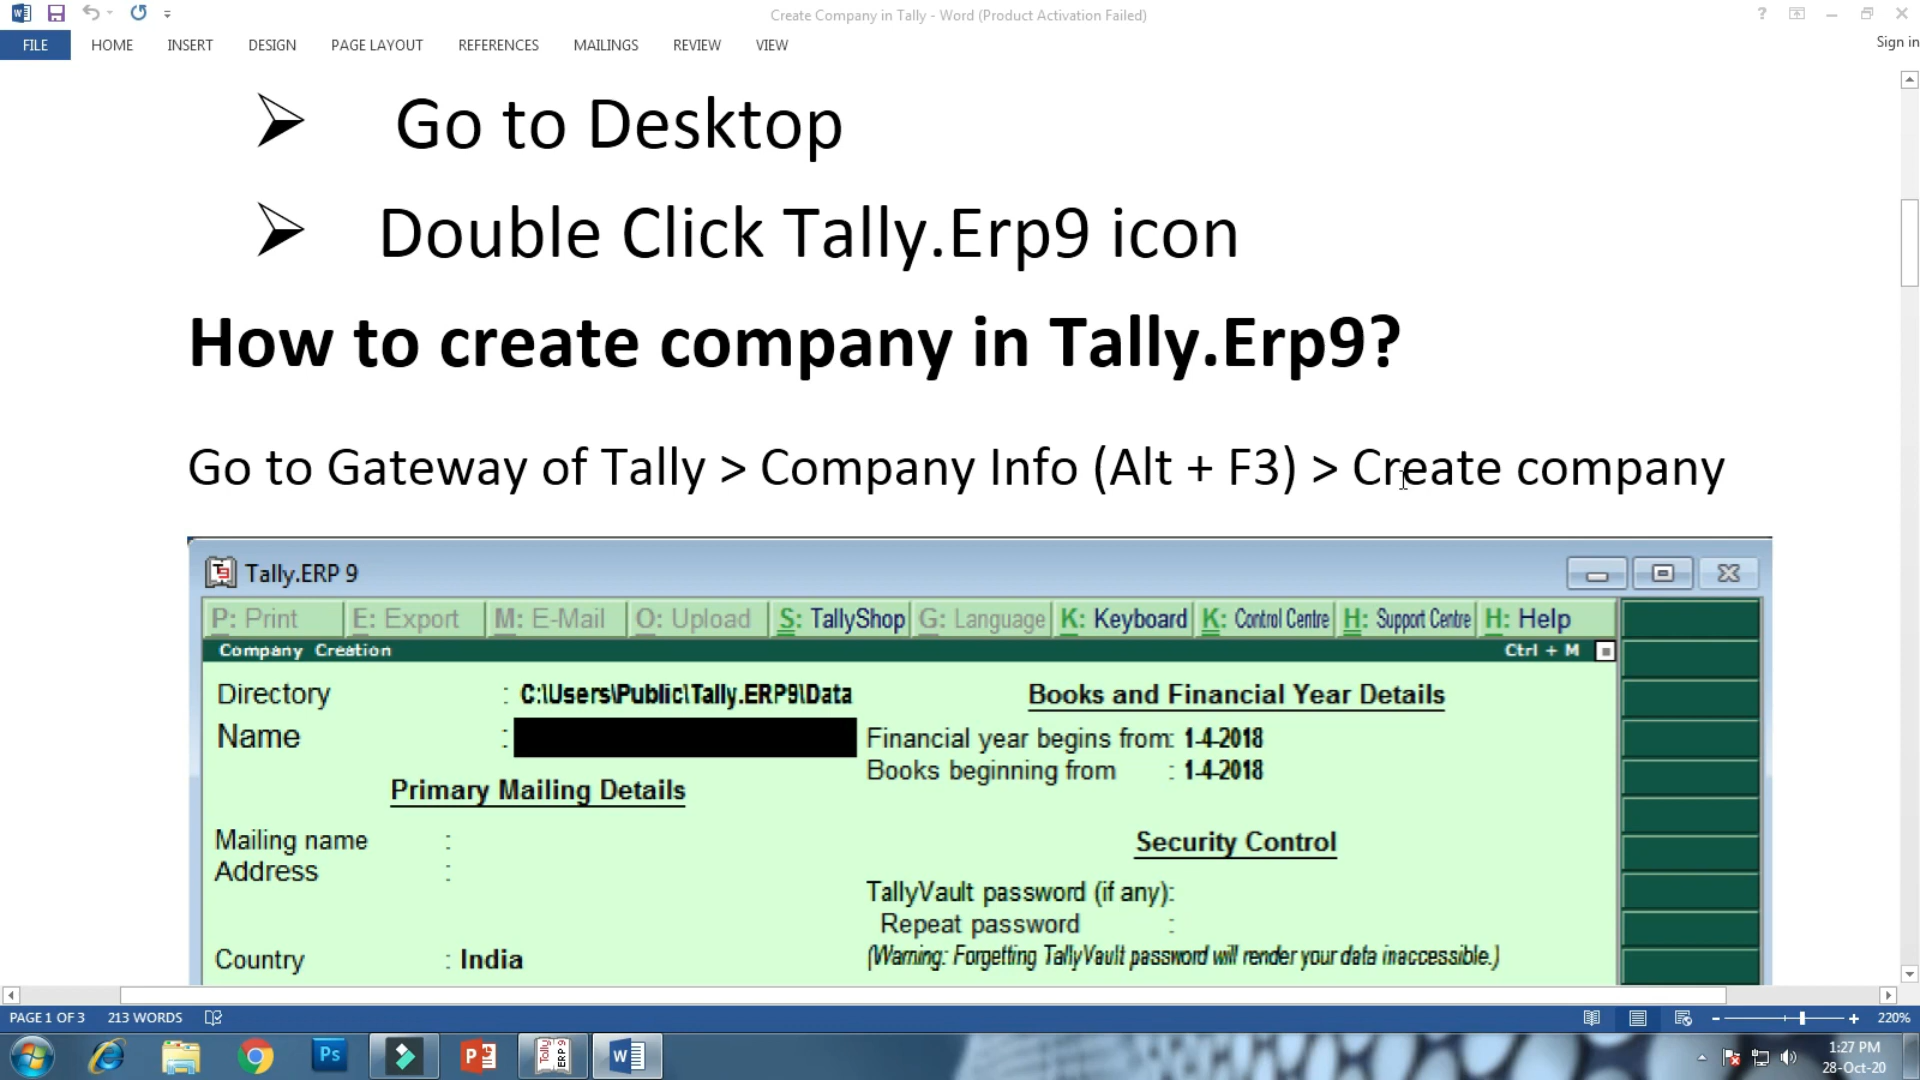 Create Company in Tally - Word (Product Activation Failed)
FILE HOME INSERT DESIGN PAGE LAYOUT REFERENCES MAILINGS REVIEW VIEW Sign in
➢ Go to Desktop
➢ Double Click Tally.Erp9 icon
How to create company in Tally.Erp9?
Go to Gateway of Tally > Company Info (Alt + F3) > Create company
Tally.ERP 9
P: Print E: Export M: E-Mail O: Upload S: TallyShop G: Language K: Keyboard K: Control Centre H: Support Centre H: Help
Company Creation Ctrl + M
Directory : C:\Users\Public\Tally.ERP9\Data Books and Financial Year Details
Name : Financial year begins from: 1-4-2018
Books beginning from : 1-4-2018
Primary Mailing Details
Mailing name : Security Control
Address :
TallyVault password (if any):
Repeat password :
Country : India (Warning: Forgetting TallyVault password will render your data inaccessible.)
PAGE 1 OF 3 213 WORDS 220%
Ps P Tally ERP 9 W
1:27 PM
28-Oct-20